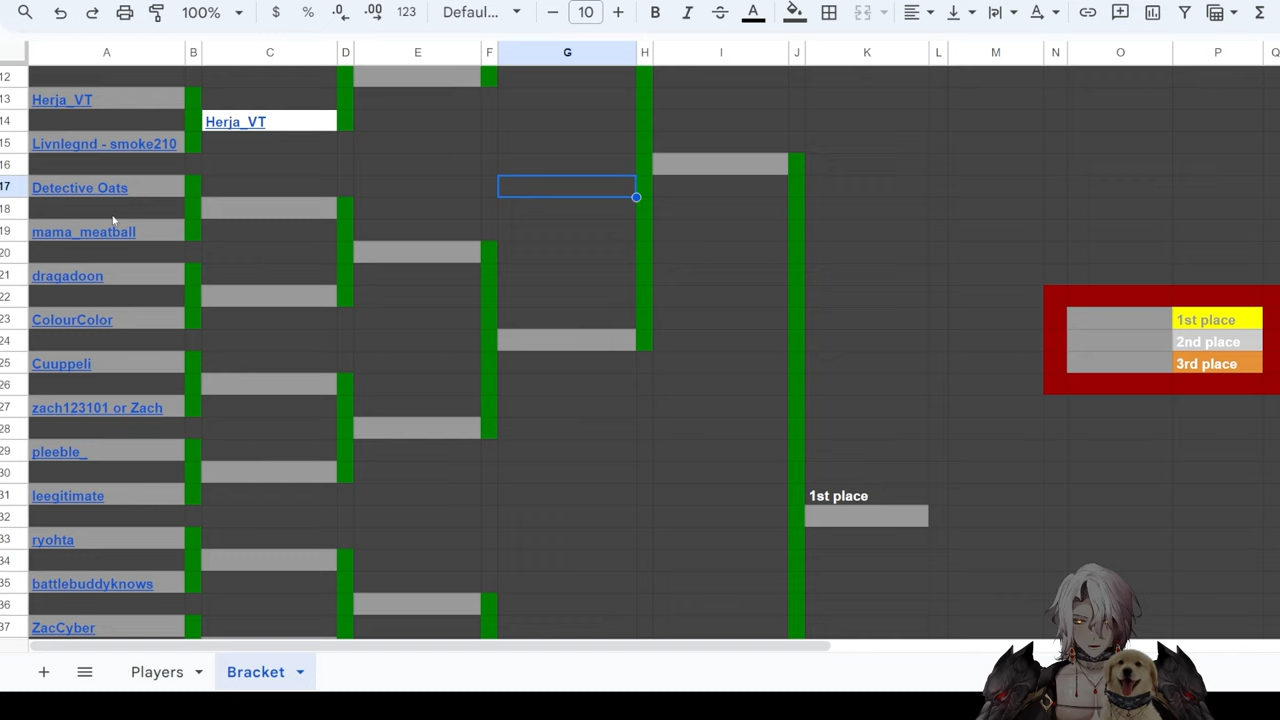 100% $ % .0 .00 123 Defaul... 10 B I A
A B C D E F G H I J K L M N O P Q
12
13 Herja_VT
14 Herja_VT
15 Livnlegnd - smoke210
16
17 Detective Oats
18
19 mama_meatball
20
21 dragadoon
22
23 ColourColor 1st place
24 2nd place
25 Cuuppeli 3rd place
26
27 zach123101 or Zach
28
29 pleeble_
30
31 leegitimate 1st place
32
33 ryohta
34
35 battlebuddyknows
36
37 ZacCyber
Players Bracket